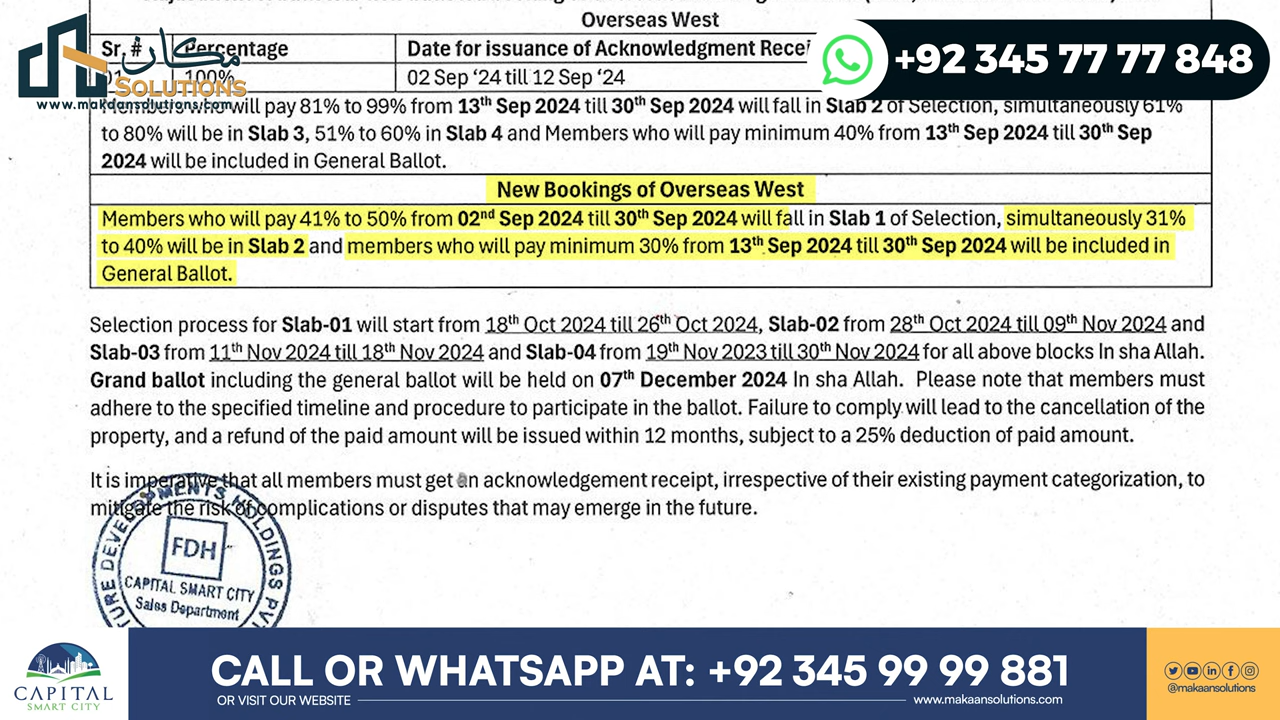 Overseas West
Sr. # Percentage Date for issuance of Acknowledgment
01 100% 02 Sep ‘24 till 12 Sep ‘24
مکان
SOLUTIONS
www.makaansolutions.com
+92 345 77 77 848
Members who will pay 81% to 99% from 13th Sep 2024 till 30th Sep 2024 will fall in Slab 2 of Selection, simultaneously 61%
to 80% will be in Slab 3, 51% to 60% in Slab 4 and Members who will pay minimum 40% from 13th Sep 2024 till 30th Sep
2024 will be included in General Ballot.
New Bookings of Overseas West
Members who will pay 41% to 50% from 02nd Sep 2024 till 30th Sep 2024 will fall in Slab 1 of Selection, simultaneously 31%
to 40% will be in Slab 2 and members who will pay minimum 30% from 13th Sep 2024 till 30th Sep 2024 will be included in
General Ballot.
Selection process for Slab-01 will start from 18th Oct 2024 till 26th Oct 2024, Slab-02 from 28th Oct 2024 till 09th Nov 2024 and
Slab-03 from 11th Nov 2024 till 18th Nov 2024 and Slab-04 from 19th Nov 2023 till 30th Nov 2024 for all above blocks In sha Allah.
Grand ballot including the general ballot will be held on 07th December 2024 In sha Allah. Please note that members must
adhere to the specified timeline and procedure to participate in the ballot. Failure to comply will lead to the cancellation of the
property, and a refund of the paid amount will be issued within 12 months, subject to a 25% deduction of paid amount.
It is imperative that all members must get an acknowledgement receipt, irrespective of their existing payment categorization, to
mitigate the risk of complications or disputes that may emerge in the future.
DEVELOPMENTS HOLDINGS PVT
FDH
CAPITAL SMART CITY
Sales Department
CAPITAL
SMART CITY
CALL OR WHATSAPP AT: +92 345 99 99 881
OR VISIT OUR WEBSITE www.makaansolutions.com
@makaansolutions